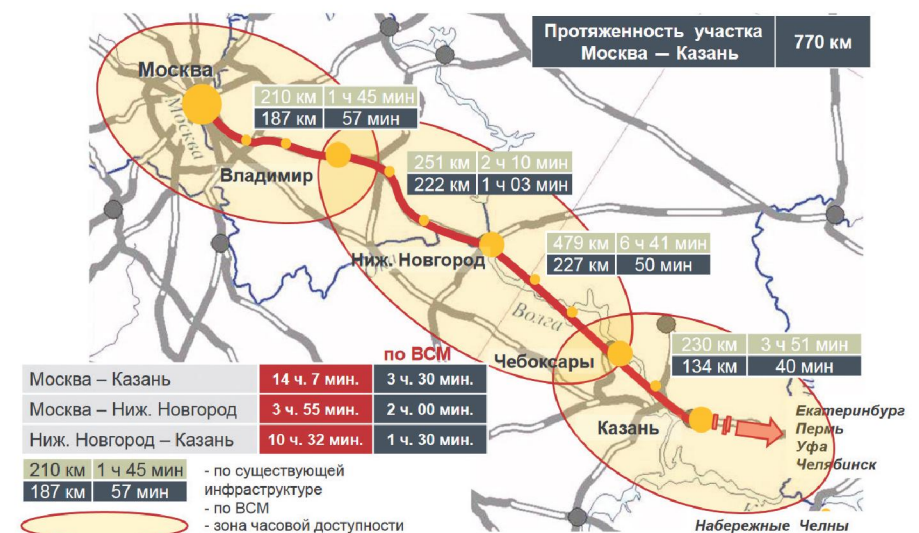 Протяженность участка
Москва — Казань
770 км
Москва
Москва
210 км 1 ч 45 мин
187 км 57 мин
Владимир
251 км 2 ч 10 мин
222 км 1 ч 03 мин
Ниж. Новгород
479 км 6 ч 41 мин
227 км 50 мин
Волга
Чебоксары
230 км 3 ч 51 мин
134 км 40 мин
Казань
Екатеринбург
Пермь
Уфа
Челябинск
Набережные Челны
по ВСМ
Москва – Казань 14 ч. 7 мин. 3 ч. 30 мин.
Москва – Ниж. Новгород 3 ч. 55 мин. 2 ч. 00 мин.
Ниж. Новгород – Казань 10 ч. 32 мин. 1 ч. 30 мин.
210 км 1 ч 45 мин - по существующей
инфраструктуре
187 км 57 мин - по ВСМ
- зона часовой доступности